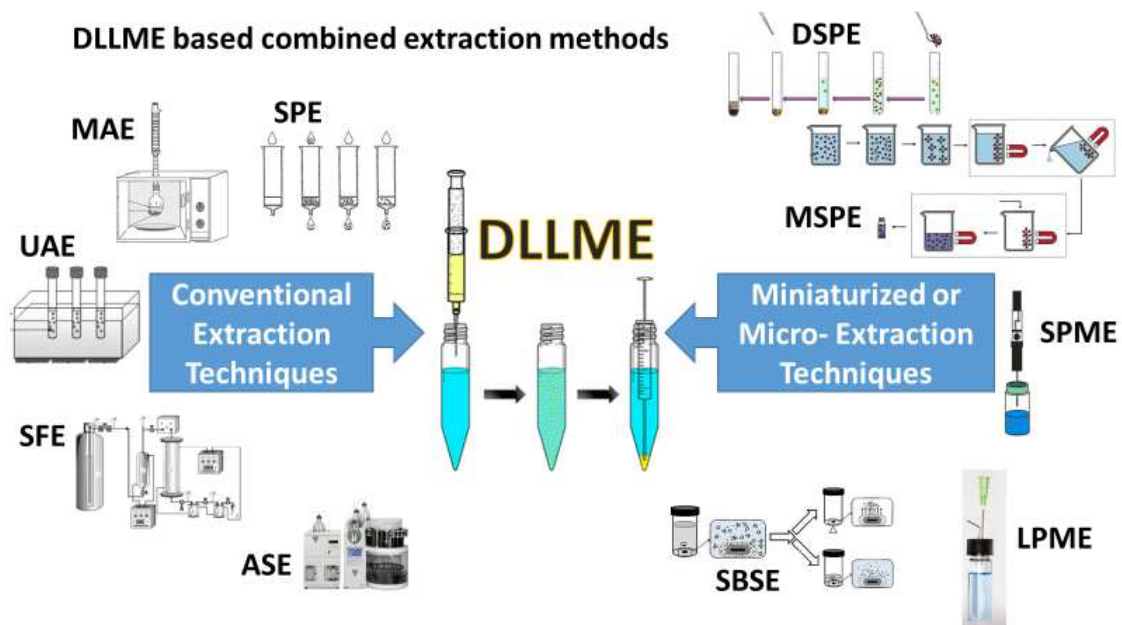 DLLME based combined extraction methods
DSPE
SPE
MAE
MSPE
DLLME
UAE
Conventional
Extraction
Techniques
Miniaturized or
Micro- Extraction
Techniques
SPME
SFE
ASE
SBSE
LPME